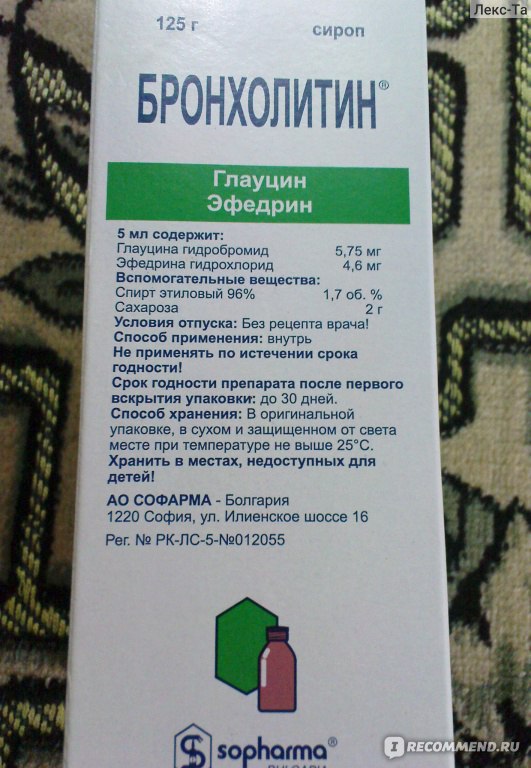 Лекс-Та
125 г сироп
БРОНХОЛИТИН®
Глауцин
Эфедрин
5 мл содержит:
Глауцина гидробромид 5,75 мг
Эфедрина гидрохлорид 4,6 мг
Вспомогательные вещества:
Спирт этиловый 96% 1,7 об. %
Сахароза 2 г
Условия отпуска: Без рецепта врача!
Способ применения: внутрь
Не применять по истечении срока
годности!
Срок годности препарата после первого
вскрытия упаковки: до 30 дней.
Способ хранения: В оригинальной
упаковке, в сухом и защищенном от света
месте при температуре не выше 25°C.
Хранить в местах, недоступных для
детей!
АО СОФАРМА - Болгария
1220 София, ул. Илиенское шоссе 16
Рег. № РК-ЛС-5-№012055
sopharma®
IRECOMMEND.RU